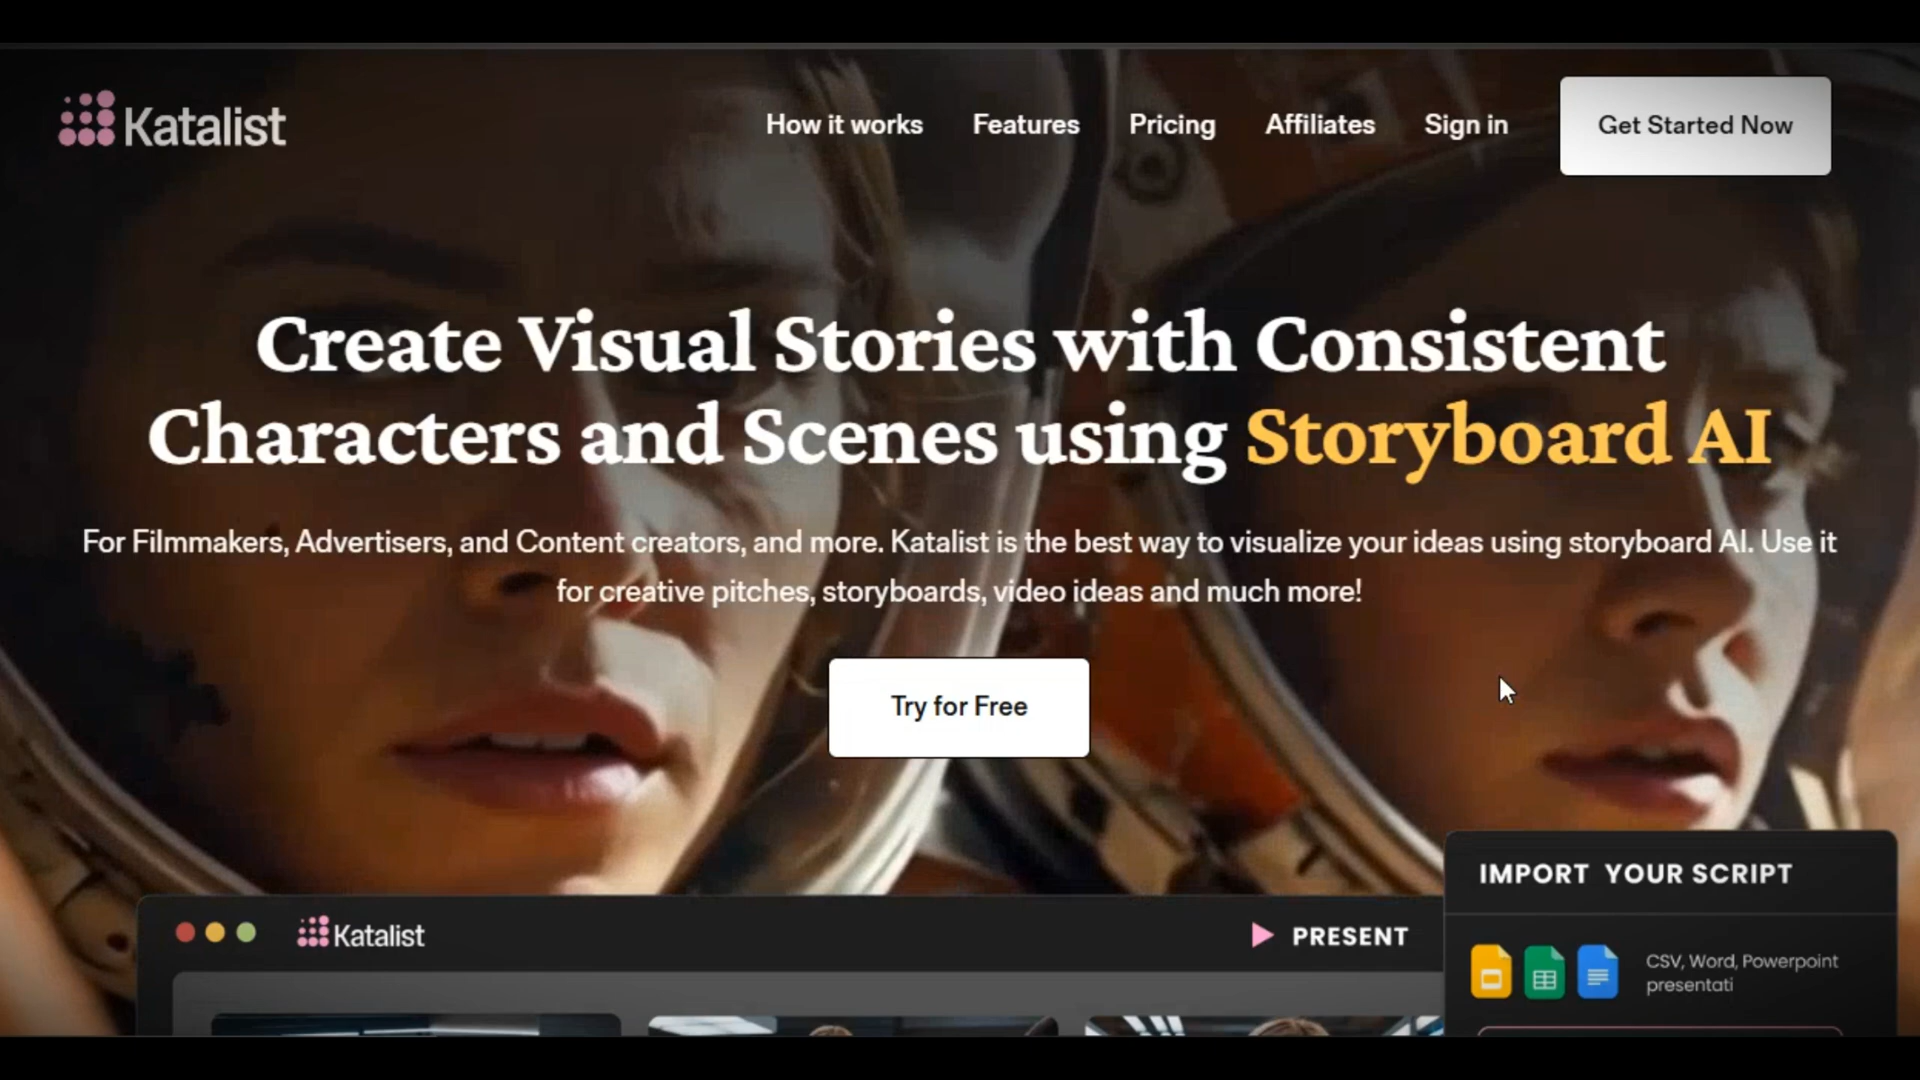 Katalist
How it works
Features
Pricing
Affiliates
Sign in
Get Started Now
Create Visual Stories with Consistent
Characters and Scenes using Storyboard AI
For Filmmakers, Advertisers, and Content creators, and more. Katalist is the best way to visualize your ideas using storyboard AI. Use it
for creative pitches, storyboards, video ideas and much more!
Try for Free
Katalist
PRESENT
IMPORT YOUR SCRIPT
CSV, Word, Powerpoint
presentati